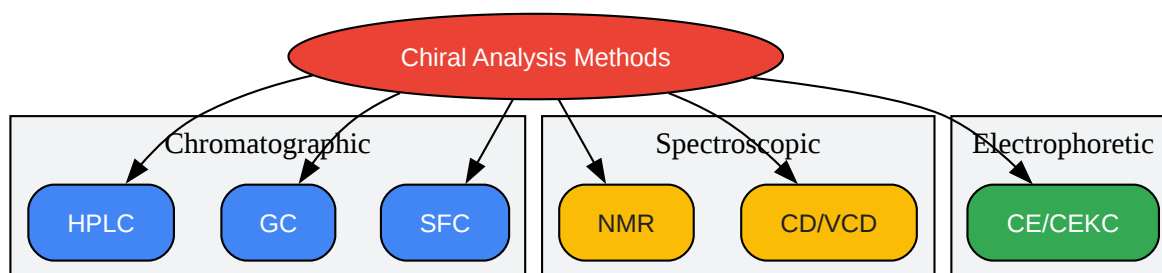 Chiral Analysis Methods
Chromatographic
Spectroscopic
Electrophoretic
HPLC
GC
SFC
NMR
CD/VCD
CE/CEKC